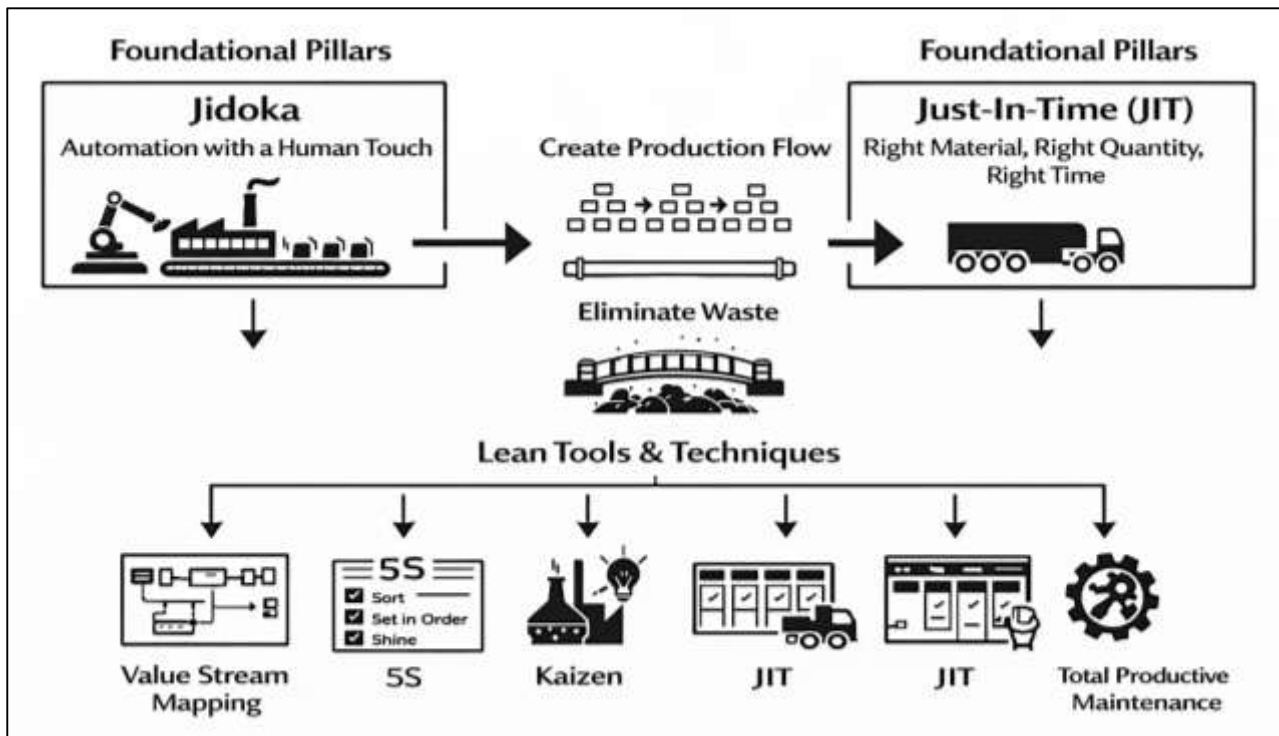 Foundational Pillars
Jidoka
Automation with a Human Touch
Create Production Flow
Eliminate Waste
Foundational Pillars
Just-In-Time (JIT)
Right Material, Right Quantity,
Right Time
Lean Tools & Techniques
5S
Sort
Set in Order
Shine
Value Stream
Mapping
5S
Kaizen
JIT
JIT
Total Productive
Maintenance